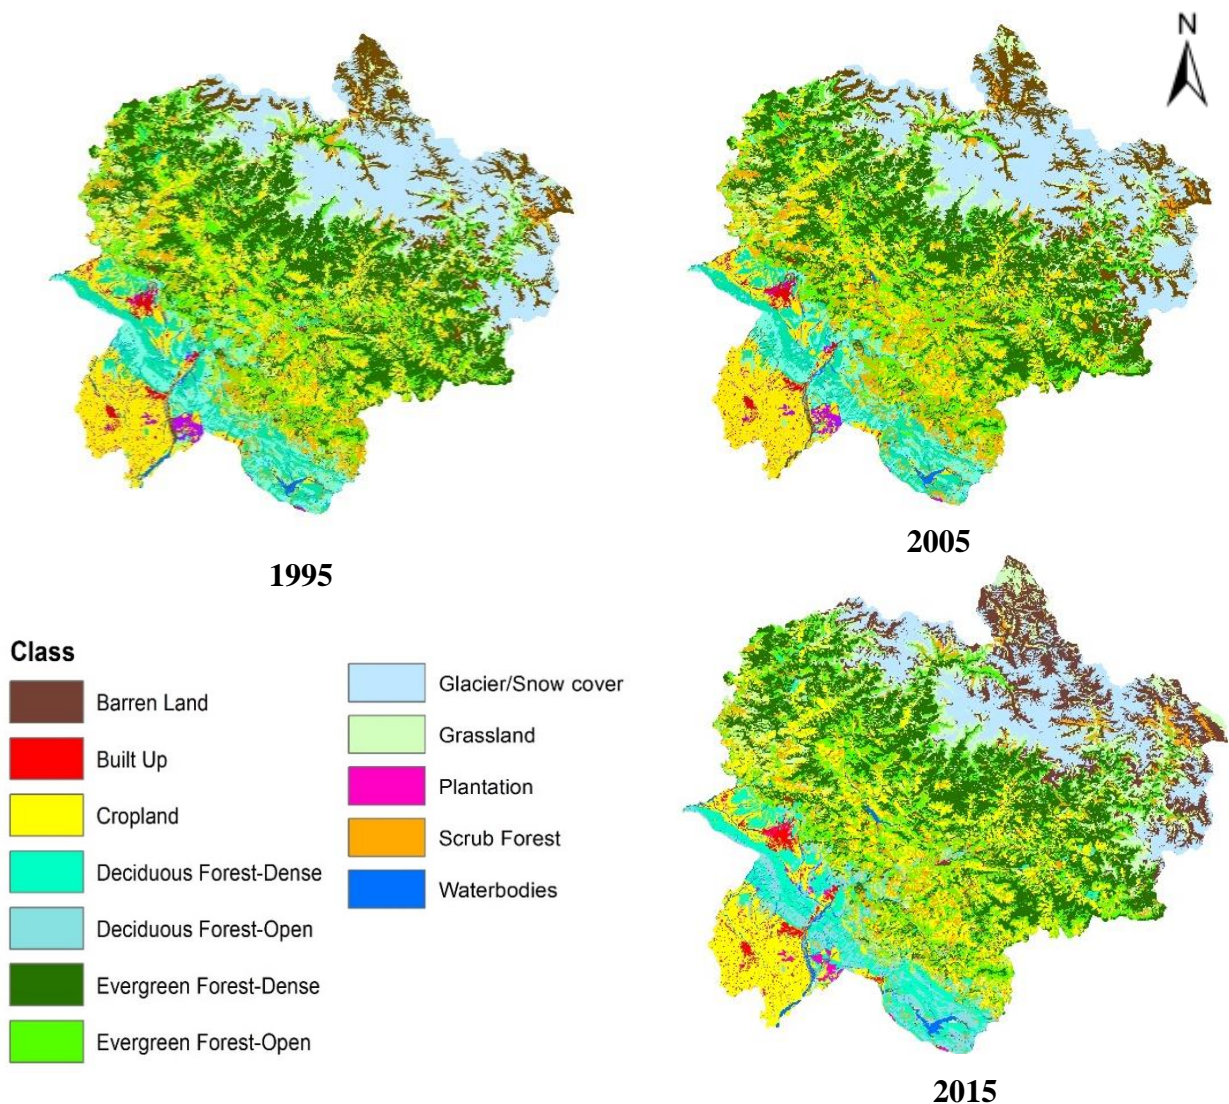 N
1995
2005
Class
Barren Land
Built Up
Cropland
Deciduous Forest-Dense
Deciduous Forest-Open
Evergreen Forest-Dense
Evergreen Forest-Open
Glacier/Snow cover
Grassland
Plantation
Scrub Forest
Waterbodies
2015